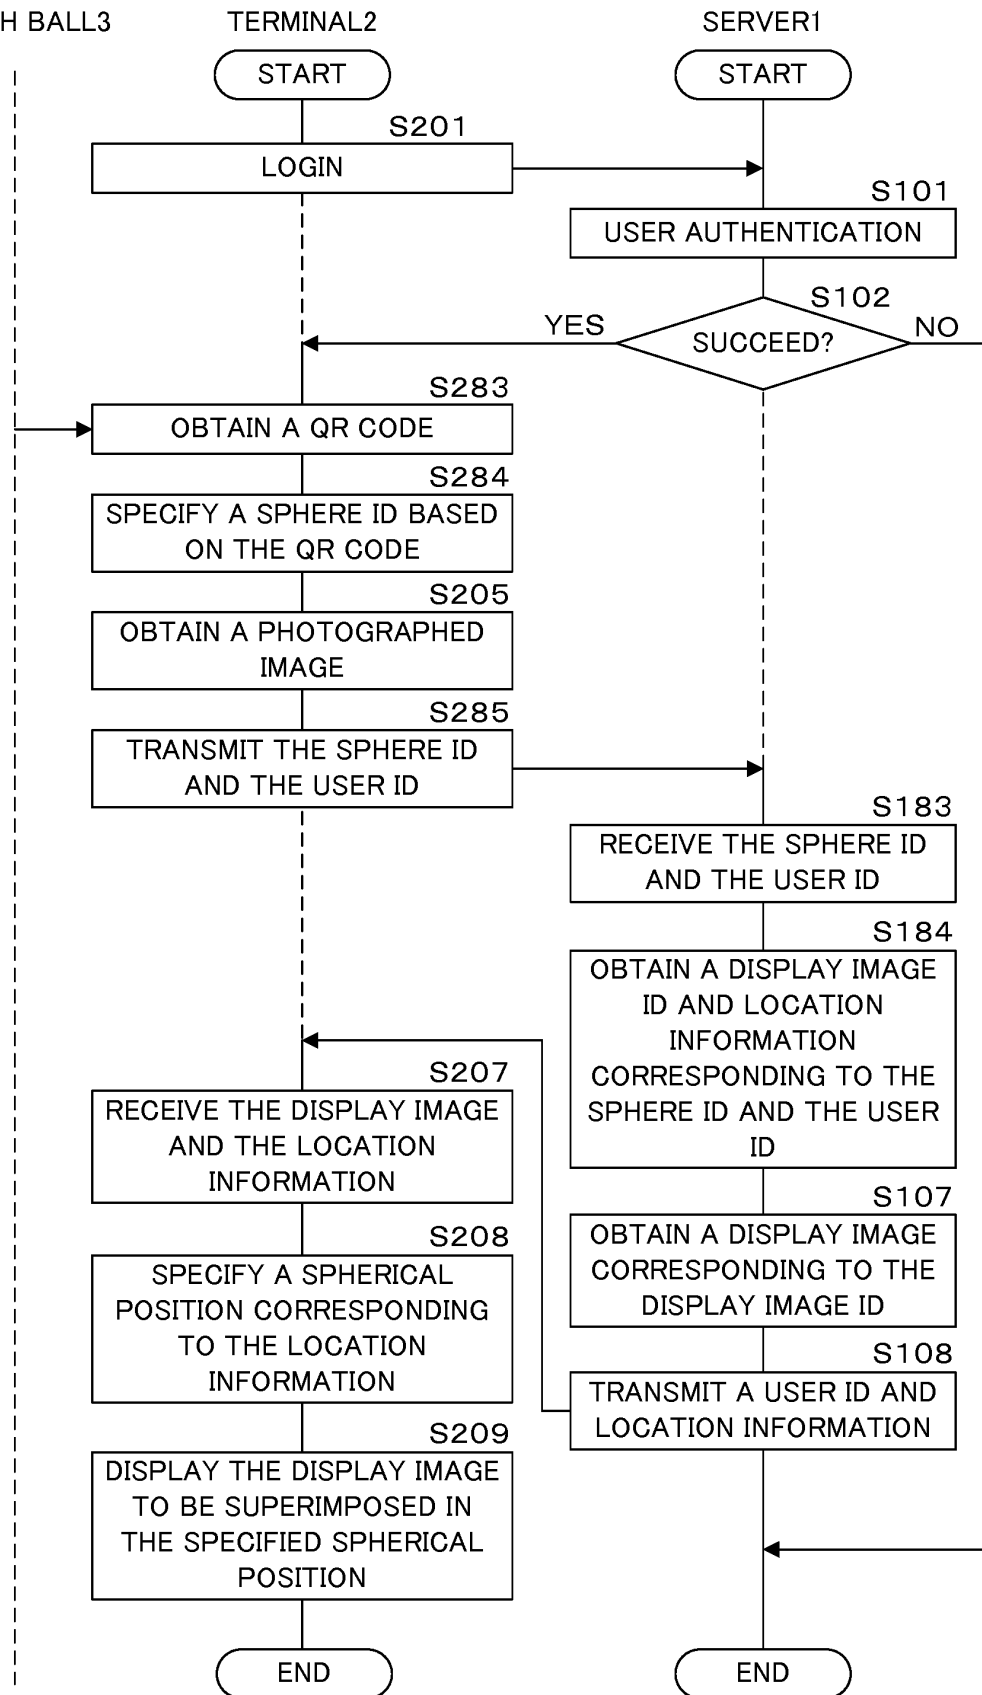 H BALL3
TERMINAL2
SERVER1
START
START
S201
LOGIN
S101
USER AUTHENTICATION
S102
YES
SUCCEED?
NO
S283
OBTAIN A QR CODE
S284
SPECIFY A SPHERE ID BASED
ON THE QR CODE
S205
OBTAIN A PHOTOGRAPHED
IMAGE
S285
TRANSMIT THE SPHERE ID
AND THE USER ID
S183
RECEIVE THE SPHERE ID
AND THE USER ID
S184
OBTAIN A DISPLAY IMAGE
ID AND LOCATION
INFORMATION
CORRESPONDING TO THE
SPHERE ID AND THE USER
ID
S207
RECEIVE THE DISPLAY IMAGE
AND THE LOCATION
INFORMATION
S107
OBTAIN A DISPLAY IMAGE
CORRESPONDING TO THE
DISPLAY IMAGE ID
S208
SPECIFY A SPHERICAL
POSITION CORRESPONDING
TO THE LOCATION
INFORMATION
S108
TRANSMIT A USER ID AND
LOCATION INFORMATION
S209
DISPLAY THE DISPLAY IMAGE
TO BE SUPERIMPOSED IN
THE SPECIFIED SPHERICAL
POSITION
END
END